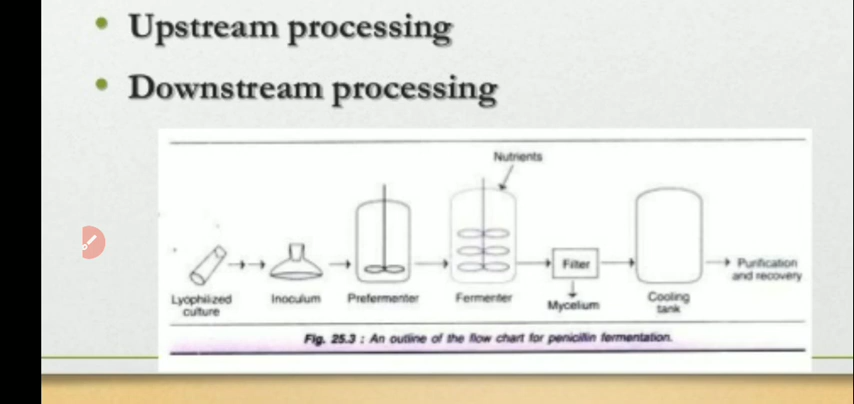 Upstream processing
Downstream processing
Nutrients
Filter
Purification
and recovery
Lyophilized
culture
Inoculum
Prefermenter
Fermenter
Mycelium
Cooling
tank
Fig. 25.3 : An outline of the flow chart for penicillin fermentation.